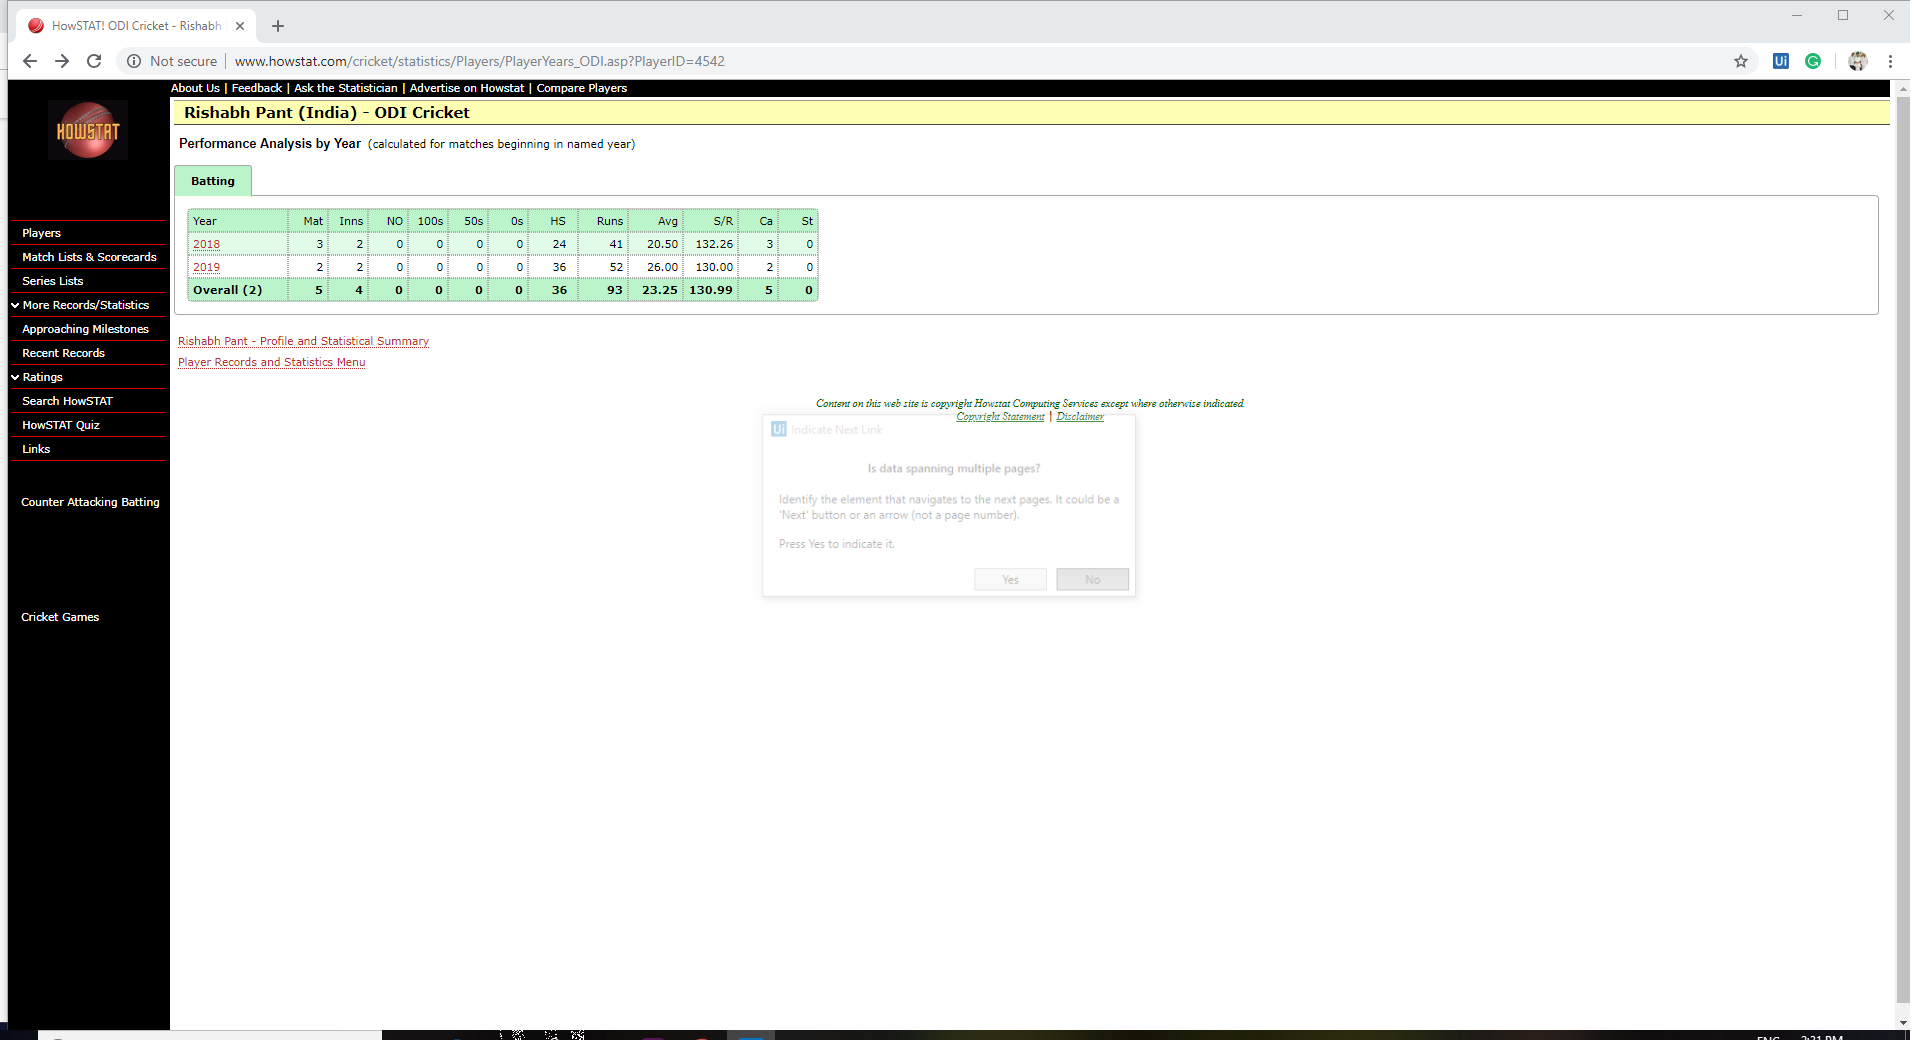 HowSTAT! ODI Cricket - Rishabh
Not secure | www.howstat.com/cricket/statistics/Players/PlayerYears_ODI.asp?PlayerID=4542
Ui
G
About Us | Feedback | Ask the Statistician | Advertise on Howstat | Compare Players
HOWSTAT
Rishabh Pant (India) - ODI Cricket
Performance Analysis by Year (calculated for matches beginning in named year)
Batting
Year Mat Inns NO 100s 50s 0s HS Runs Avg S/R Ca St
2018 3 2 0 0 0 0 24 41 20.50 132.26 3 0
2019 2 2 0 0 0 0 36 52 26.00 130.00 2 0
Overall (2) 5 4 0 0 0 0 36 93 23.25 130.99 5 0
Rishabh Pant - Profile and Statistical Summary
Player Records and Statistics Menu
Players
Match Lists & Scorecards
Series Lists
More Records/Statistics
Approaching Milestones
Recent Records
Ratings
Search HowSTAT
HowSTAT Quiz
Links
Counter Attacking Batting
Cricket Games
Content on this web site is copyright Howstat Computing Services except where otherwise indicated.
Copyright Statement | Disclaimer
Ui Indicate Next Link
Is data spanning multiple pages?
Identify the element that navigates to the next pages. It could be a
'Next' button or an arrow (not a page number).
Press Yes to indicate it.
Yes No
ENG 2:31 PM